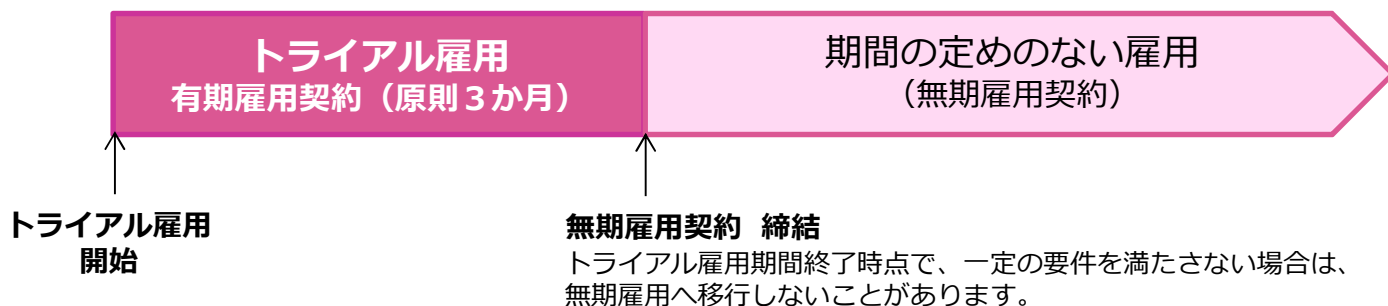 トライアル雇用
有期雇用契約（原則３か月）
期間の定めのない雇用
（無期雇用契約）
トライアル雇用
開始
無期雇用契約 締結
トライアル雇用期間終了時点で、一定の要件を満たさない場合は、
無期雇用へ移行しないことがあります。